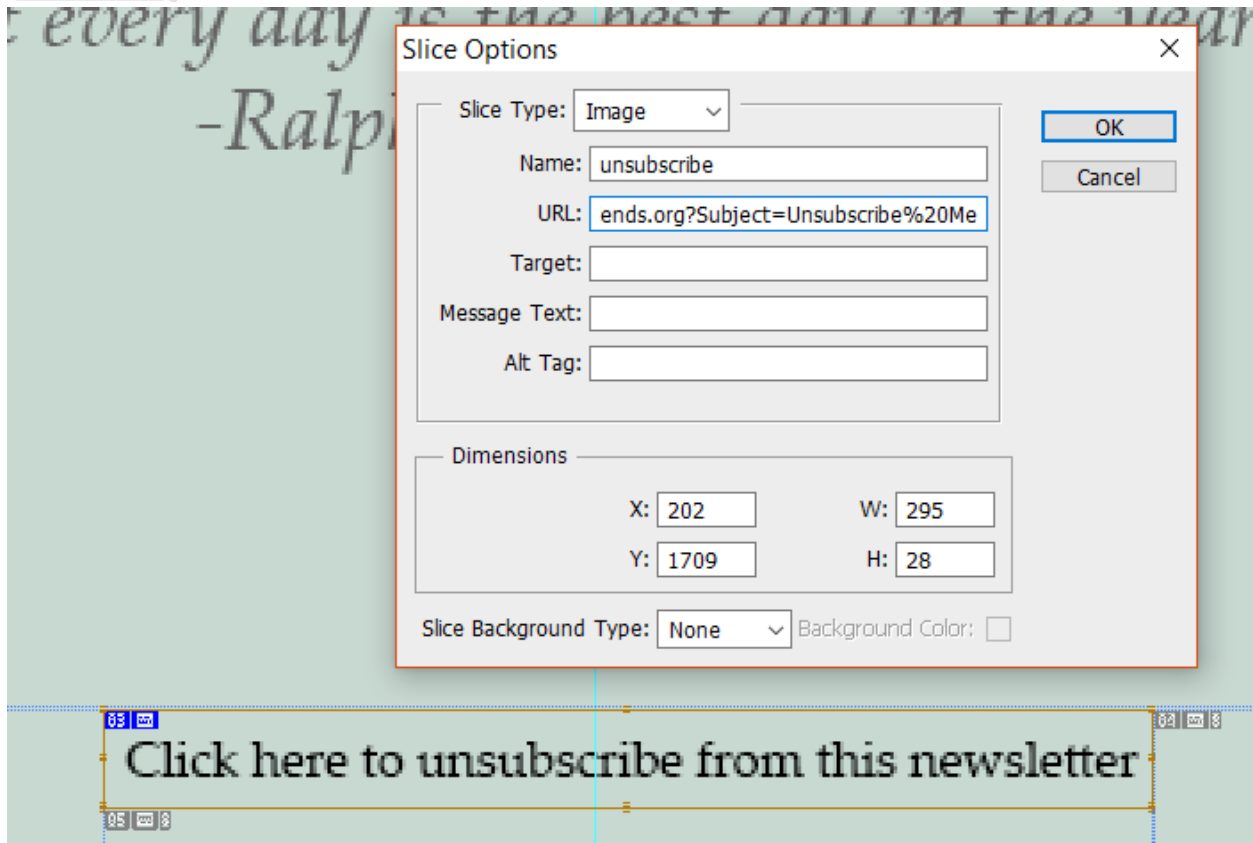 t every day is the best day in the year
-Ralph
Slice Options
Slice Type: Image
OK
Name: unsubscribe
Cancel
URL: ends.org?Subject=Unsubscribe%20Me
Target:
Message Text:
Alt Tag:
Dimensions
X: 202 W: 295
Y: 1709 H: 28
Slice Background Type: None Background Color:
03
04
Click here to unsubscribe from this newsletter
05